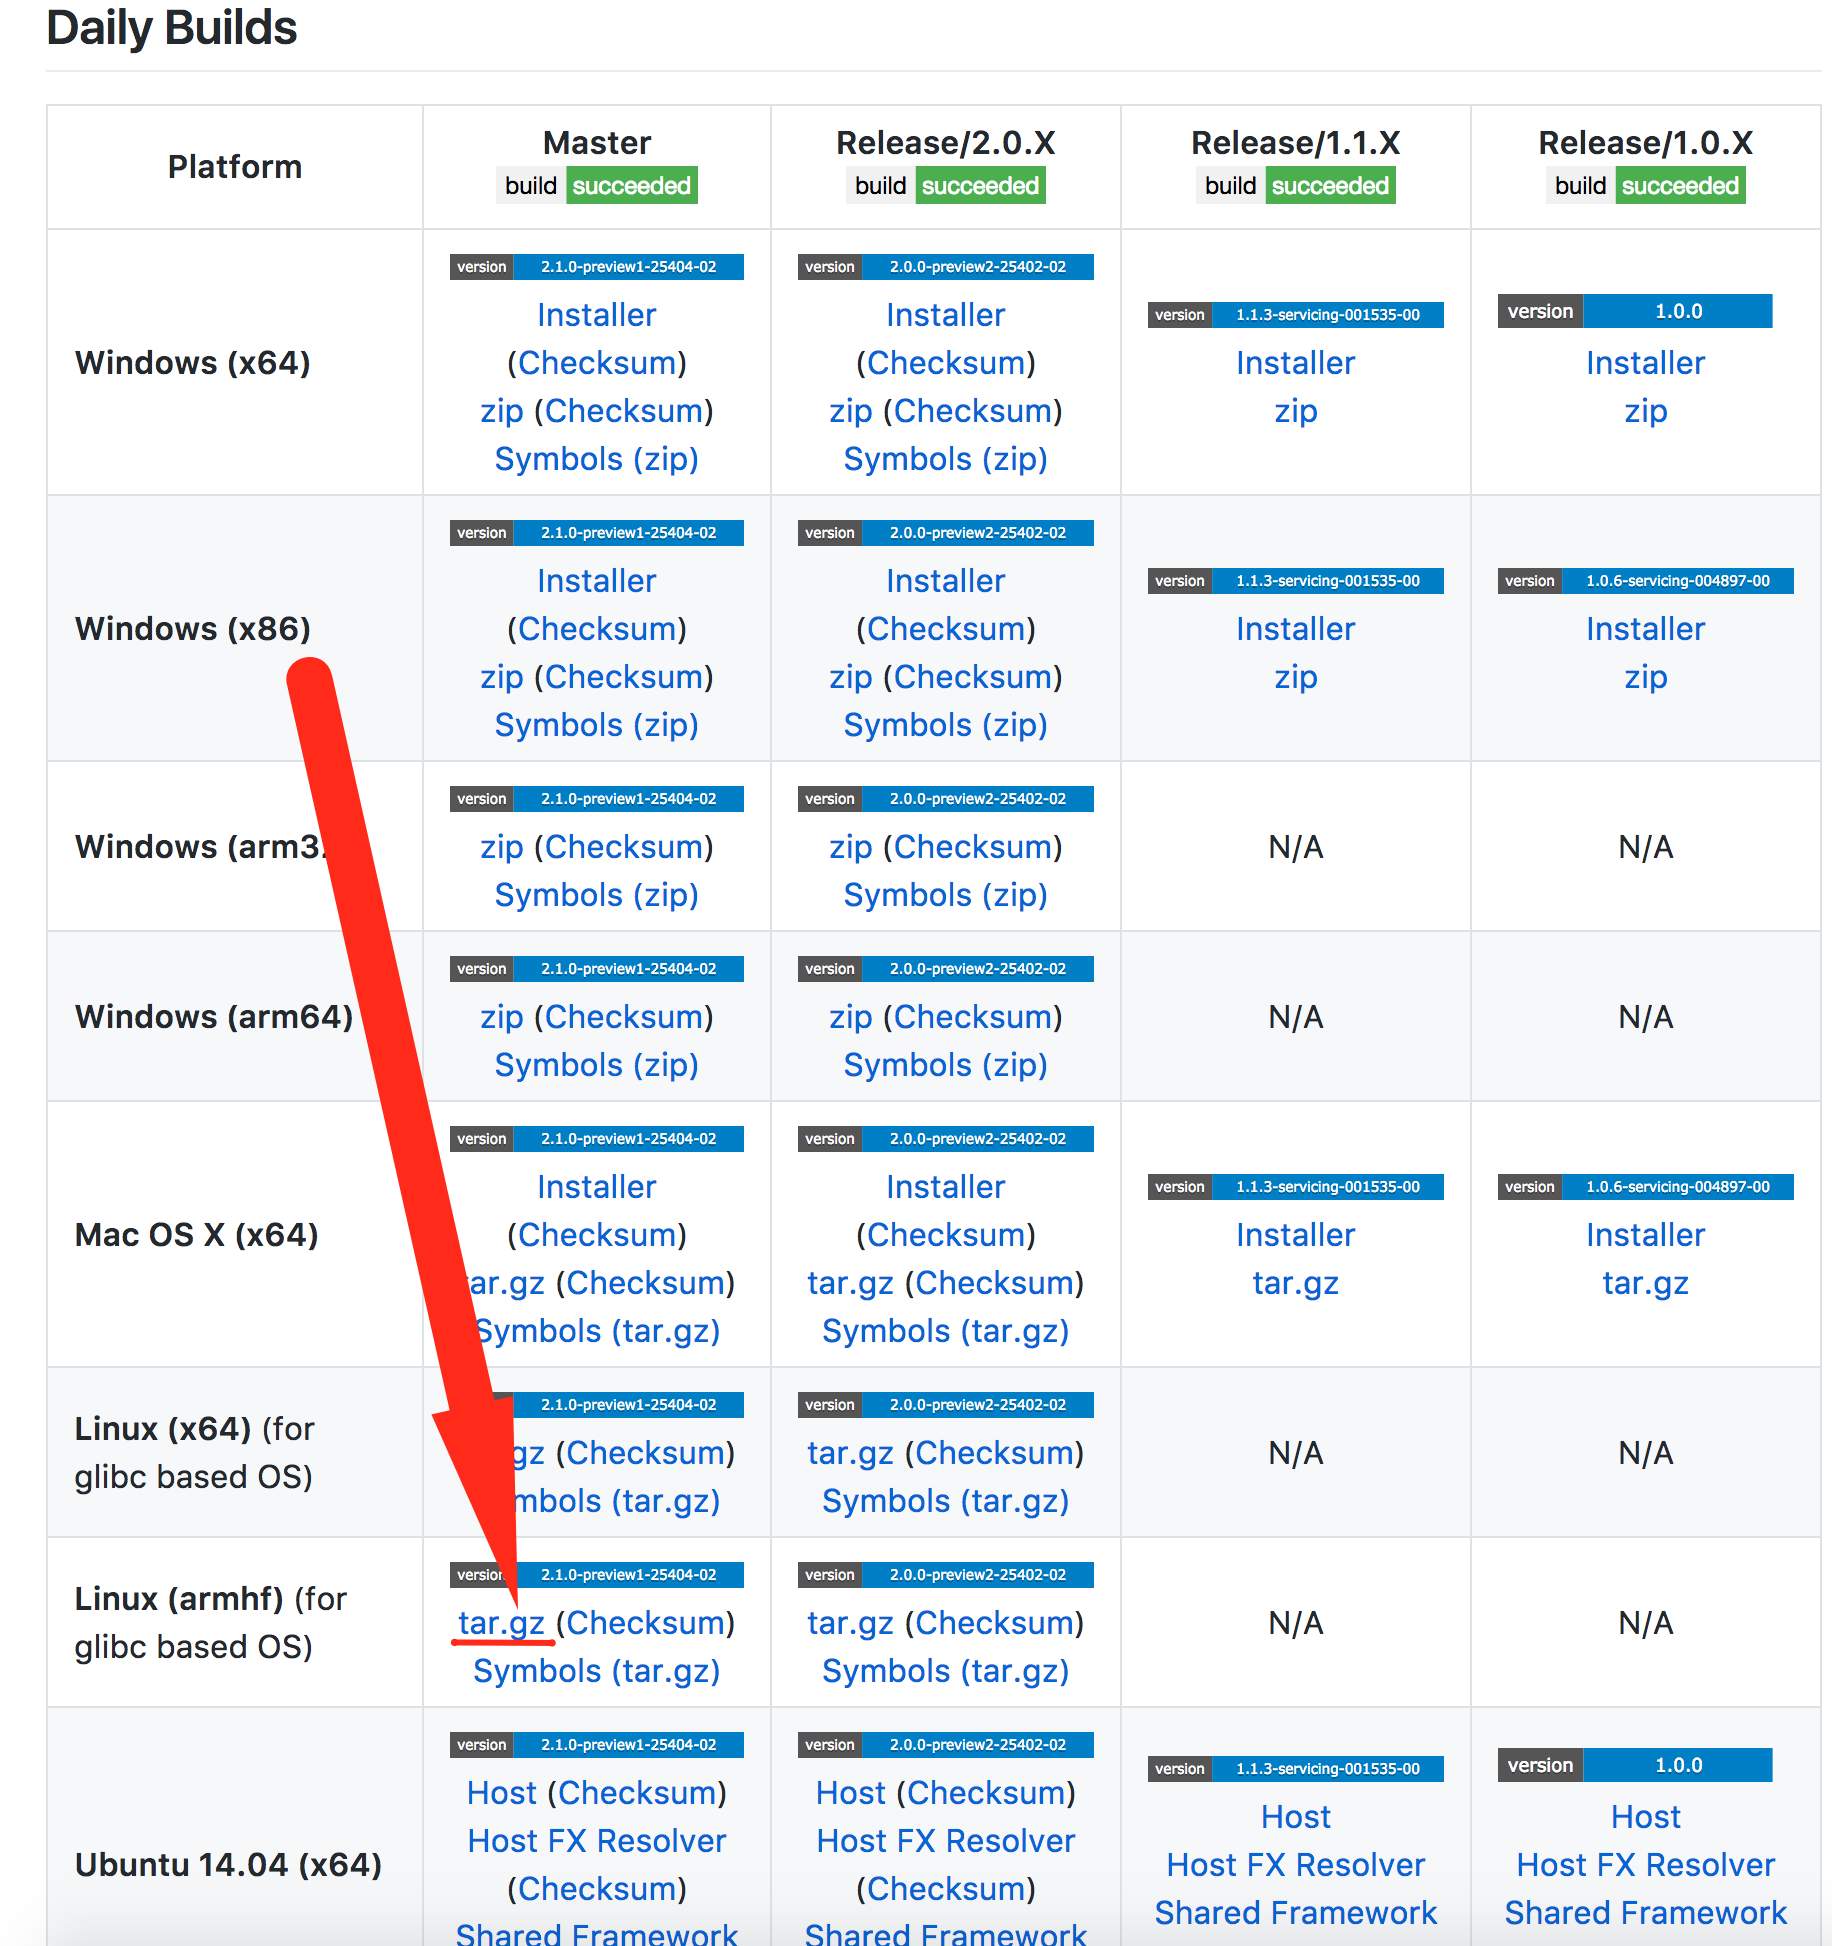 Daily Builds
Platform
Master
build succeeded
Release/2.0.X
build succeeded
Release/1.1.X
build succeeded
Release/1.0.X
build succeeded
Windows (x64)
version 2.1.0-preview1-25404-02
Installer
(Checksum)
zip (Checksum)
Symbols (zip)
version 2.0.0-preview2-25402-02
Installer
(Checksum)
zip (Checksum)
Symbols (zip)
version 1.1.3-servicing-001535-00
Installer
zip
version 1.0.0
Installer
zip
Windows (x86)
version 2.1.0-preview1-25404-02
Installer
(Checksum)
zip (Checksum)
Symbols (zip)
version 2.0.0-preview2-25402-02
Installer
(Checksum)
zip (Checksum)
Symbols (zip)
version 1.1.3-servicing-001535-00
Installer
zip
version 1.0.6-servicing-004897-00
Installer
zip
Windows
version 2.1.0-preview1-25404-02
zip (Checksum)
Symbols (zip)
version 2.0.0-preview2-25402-02
zip (Checksum)
Symbols (zip)
N/A
N/A
Windows (arm64)
version 2.1.0-preview1-25404-02
zip (Checksum)
Symbols (zip)
version 2.0.0-preview2-25402-02
zip (Checksum)
Symbols (zip)
N/A
N/A
Mac OS X (x64)
version 2.1.0-preview1-25404-02
Installer
(Checksum)
(Checksum)
Symbols (tar.gz)
version 2.0.0-preview2-25402-02
Installer
(Checksum)
tar.gz (Checksum)
Symbols (tar.gz)
version 1.1.3-servicing-001535-00
Installer
tar.gz
version 1.0.6-servicing-004897-00
Installer
tar.gz
Linux (x64) (for
glibc based OS)
2.1.0-preview1-25404-02
(Checksum)
(tar.gz)
version 2.0.0-preview2-25402-02
tar.gz (Checksum)
Symbols (tar.gz)
N/A
N/A
Linux (armhf) (for
glibc based OS)
version 2.1.0-preview1-25404-02
tar.gz (Checksum)
Symbols (tar.gz)
version 2.0.0-preview2-25402-02
tar.gz (Checksum)
Symbols (tar.gz)
N/A
N/A
Ubuntu 14.04 (x64)
version 2.1.0-preview1-25404-02
Host (Checksum)
Host FX Resolver
(Checksum)
Shared Framework
version 2.0.0-preview2-25402-02
Host (Checksum)
Host FX Resolver
(Checksum)
Shared Framework
version 1.1.3-servicing-001535-00
Host
Host FX Resolver
Shared Framework
version 1.0.0
Host
Host FX Resolver
Shared Framework